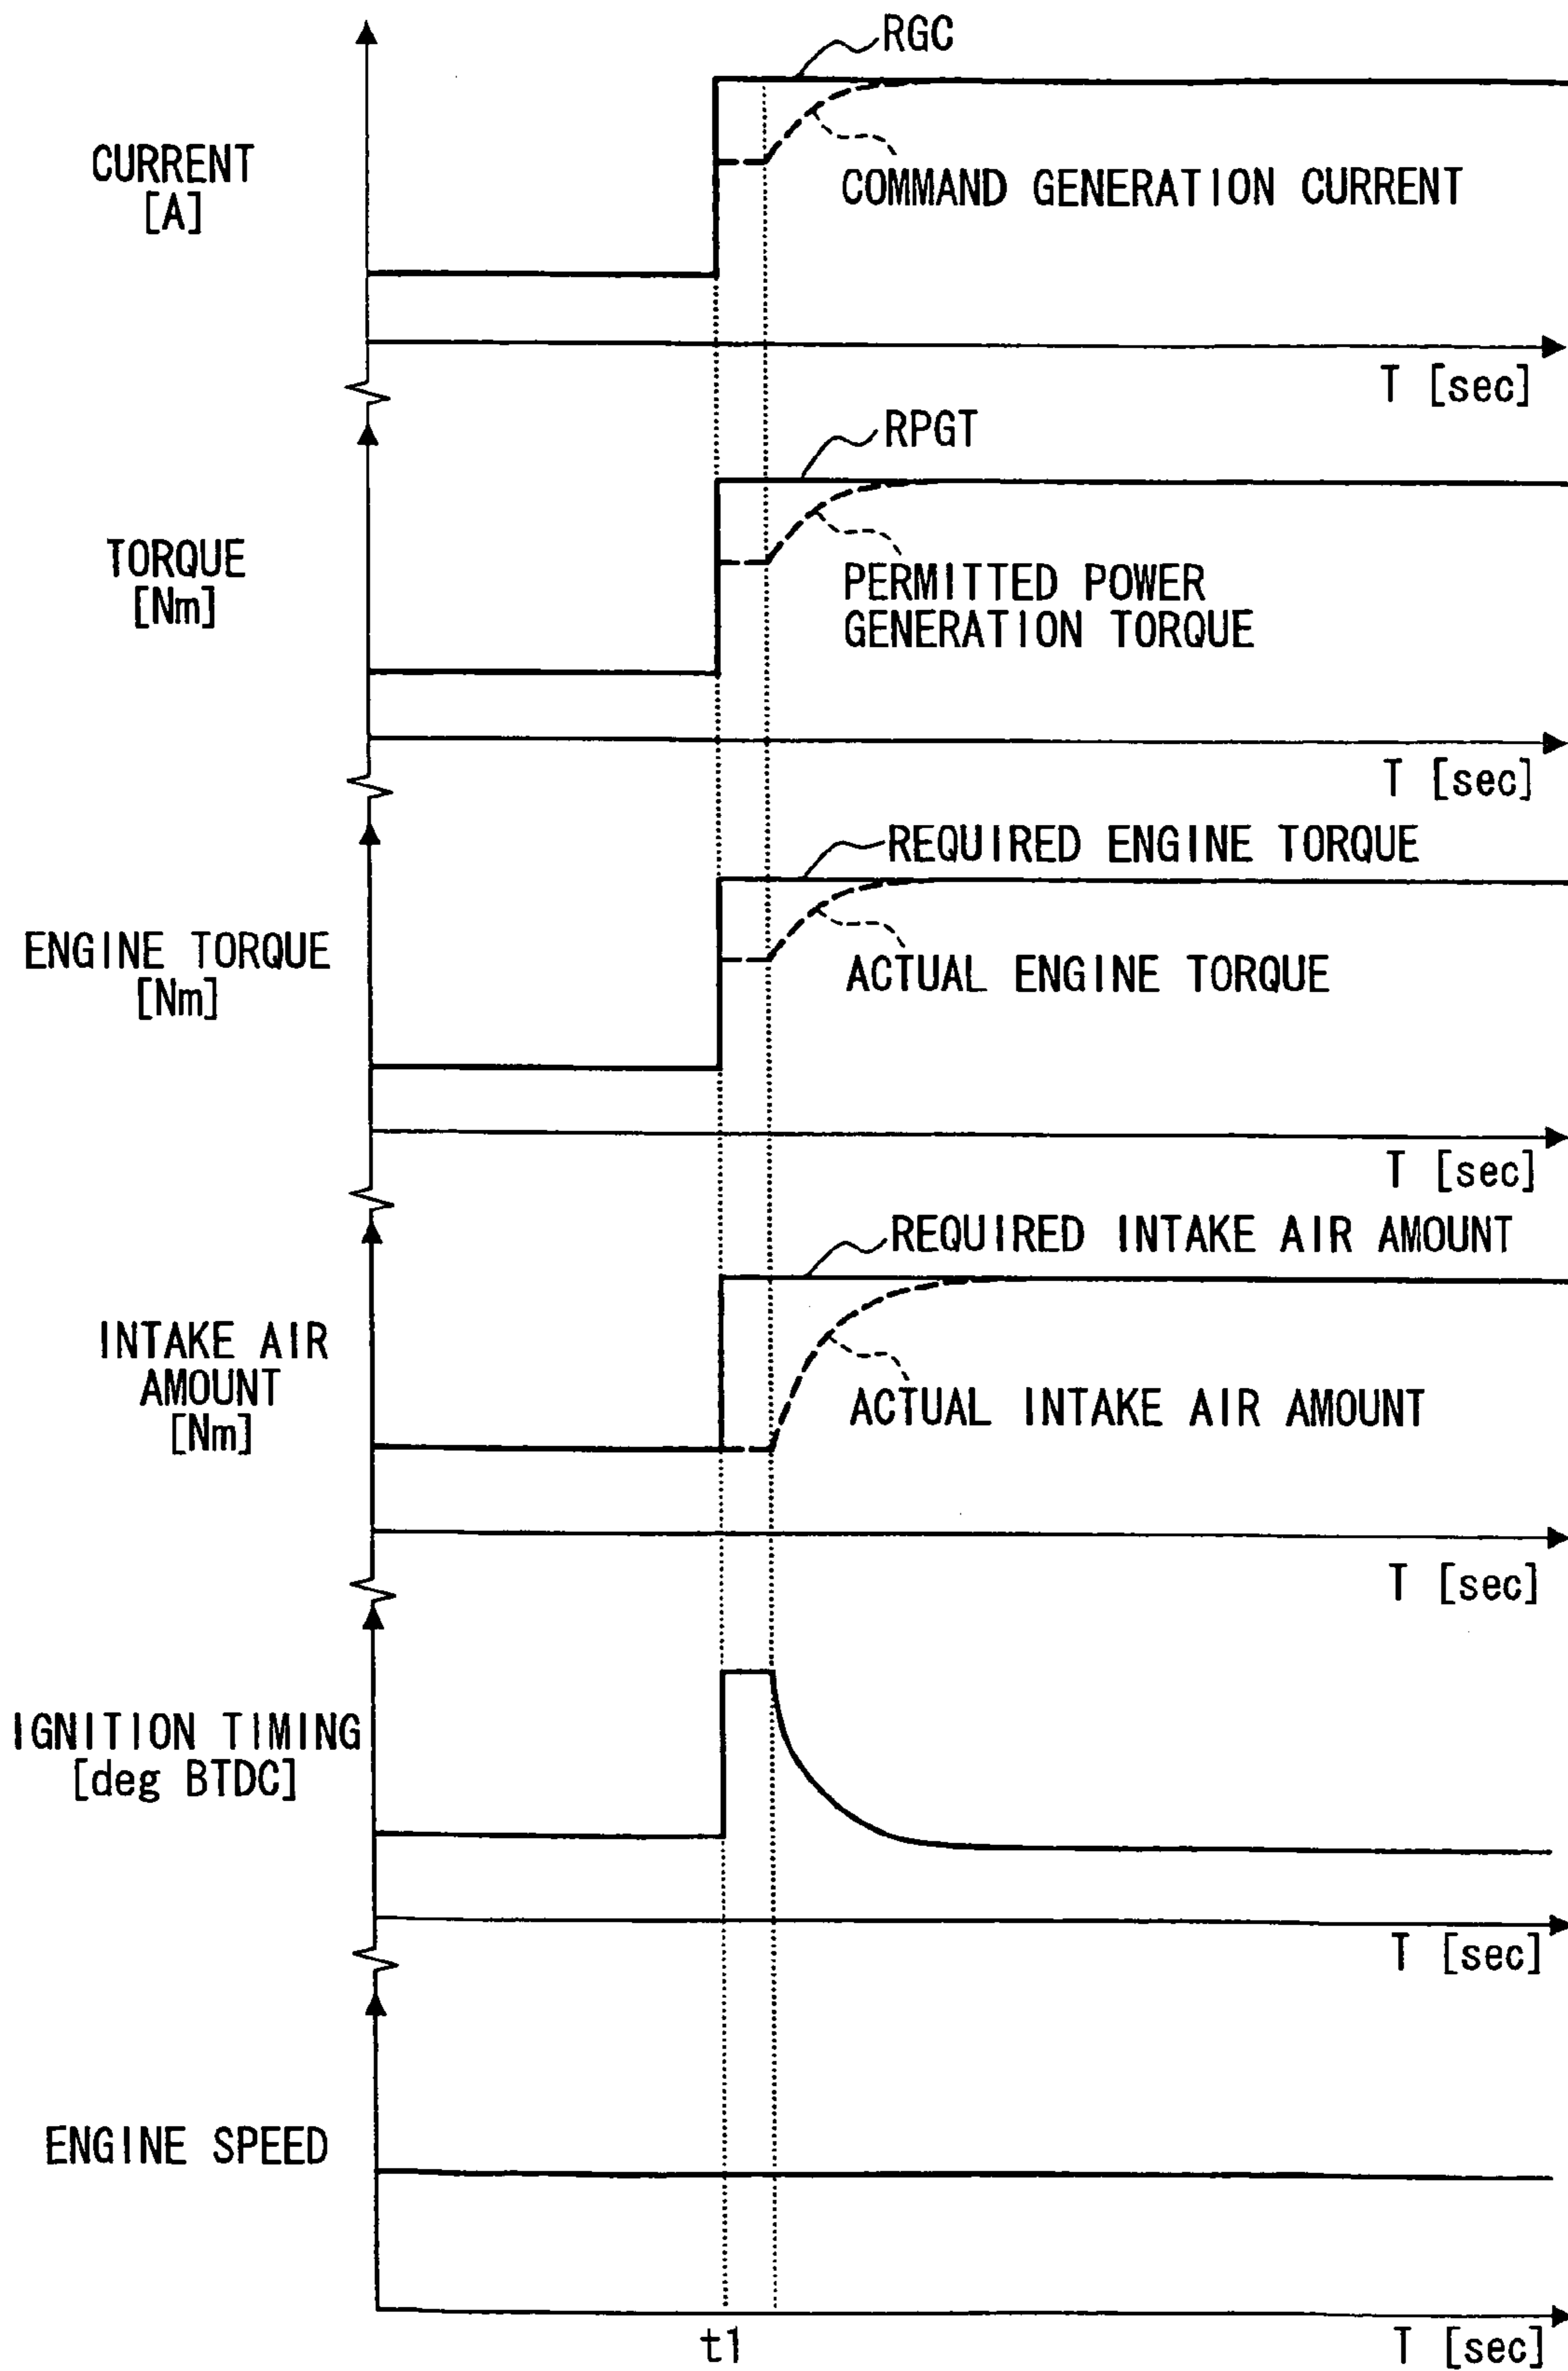 RGC
CURRENT
[A]
COMMAND GENERATION CURRENT
T [sec]
RPGT
TORQUE
[Nm]
PERMITTED POWER
GENERATION TORQUE
T [sec]
REQUIRED ENGINE TORQUE
ENGINE TORQUE
[Nm]
ACTUAL ENGINE TORQUE
T [sec]
REQUIRED INTAKE AIR AMOUNT
INTAKE AIR
AMOUNT
[Nm]
ACTUAL INTAKE AIR AMOUNT
T [sec]
IGNITION TIMING
[deg BTDC]
T [sec]
ENGINE SPEED
t1
T [sec]